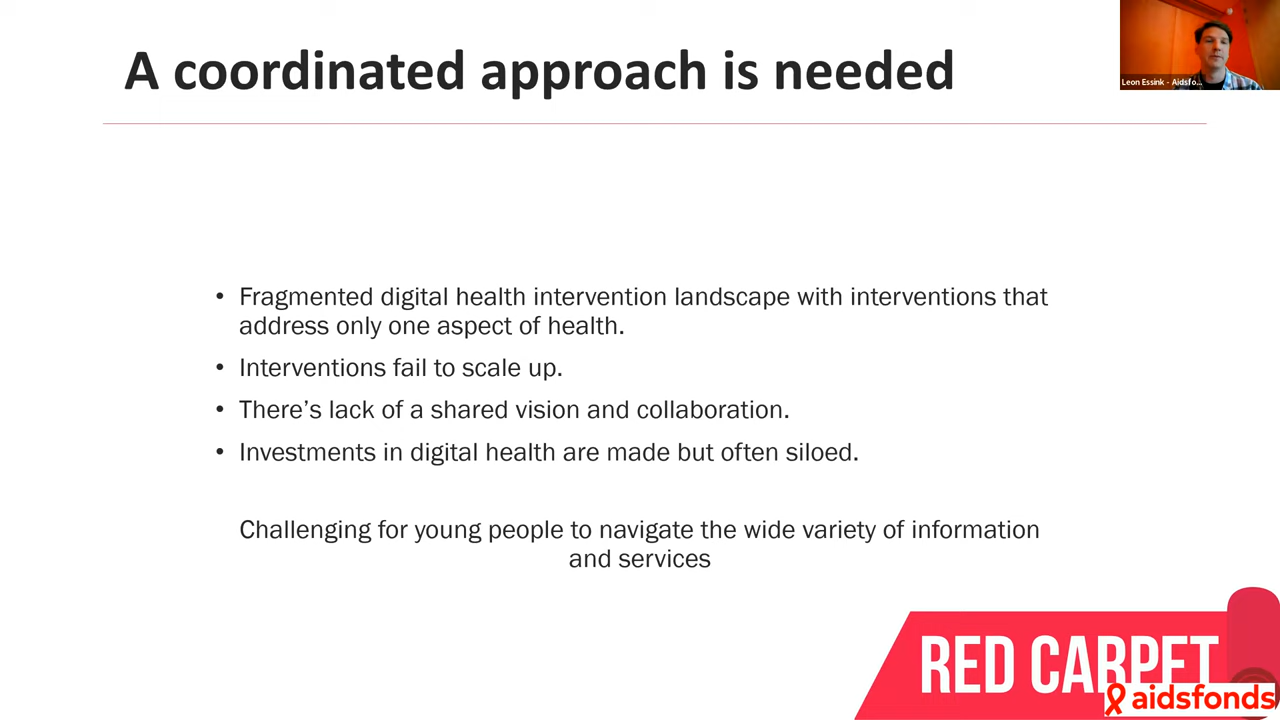 A coordinated approach is needed
Leon Essink - Aidsfo...
• Fragmented digital health intervention landscape with interventions that
address only one aspect of health.
• Interventions fail to scale up.
• There’s lack of a shared vision and collaboration.
• Investments in digital health are made but often siloed.
Challenging for young people to navigate the wide variety of information
and services
RED CARPET
aidsfonds